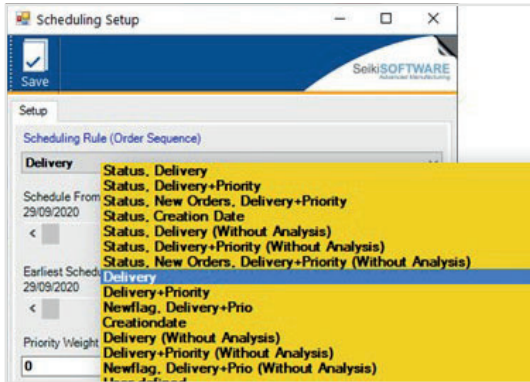 Scheduling Setup
Save
SeikiSOFTWARE
Advanced Manufacturing
Setup
Scheduling Rule (Order Sequence)
Delivery
Status, Delivery
Status, Delivery+Priority
Status, New Orders, Delivery+Priority
Status, Creation Date
Status, Delivery (Without Analysis)
Status, Delivery+Priority (Without Analysis)
Status, New Orders, Delivery+Priority (Without Analysis)
Delivery
Delivery+Priority
Newflag, Delivery+Prio
Creationdate
Delivery (Without Analysis)
Delivery+Priority (Without Analysis)
Newflag, Delivery+Prio (Without Analysis)
Schedule From
29/09/2020
Earliest
29/09/2020
Priority Weight
0